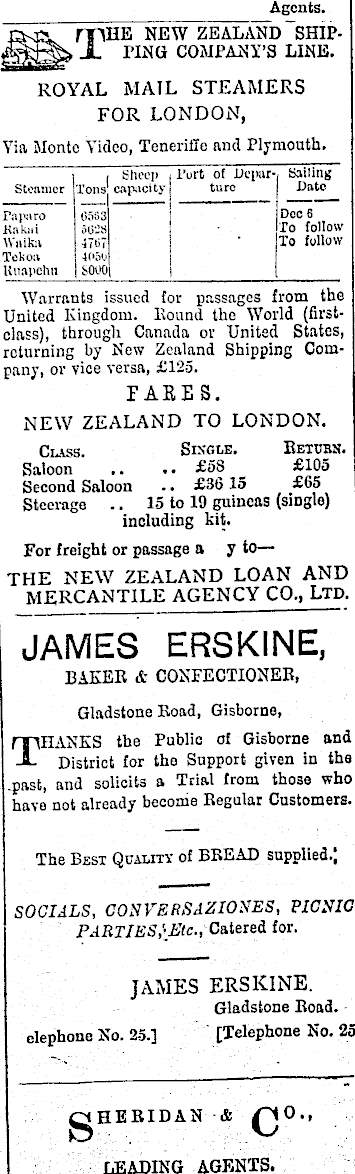 Agents.
THE NEW ZEALAND SHIP-
PING COMPANY'S LINE.
ROYAL MAIL STEAMERS
FOR LONDON,
Via Monte Video, Teneriffe and Plymouth.
Steamer Tons Sheep capacity Port of Departure Sailing Date
Paparo 6563 Dec 6
Rakai 5628 To follow
Waika 4767 To follow
Tekoa 4050
Ruapehu 8000
Warrants issued for passages from the
United Kingdom. Round the World (first-
class), through Canada or United States,
returning by New Zealand Shipping Com-
pany, or vice versa, £125.
FARES.
NEW ZEALAND TO LONDON.
CLASS. SINGLE. RETURN.
Saloon .. .. £58 £105
Second Saloon .. £36 15 £65
Steerage .. 15 to 19 guineas (single)
including kit.
For freight or passage a y to—
THE NEW ZEALAND LOAN AND
MERCANTILE AGENCY CO., LTD.
JAMES ERSKINE,
BAKER & CONFECTIONER,
Gladstone Road, Gisborne,
THANKS the Public of Gisborne and
District for the Support given in the
past, and solicits a Trial from those who
have not already become Regular Customers.
The BEST QUALITY of BREAD supplied.
SOCIALS, CONVERSAZIONES, PICNIC
PARTIES, Etc., Catered for.
JAMES ERSKINE.
Gladstone Road.
elephone No. 25.] [Telephone No. 25
SHERIDAN & CO.,
LEADING AGENTS.